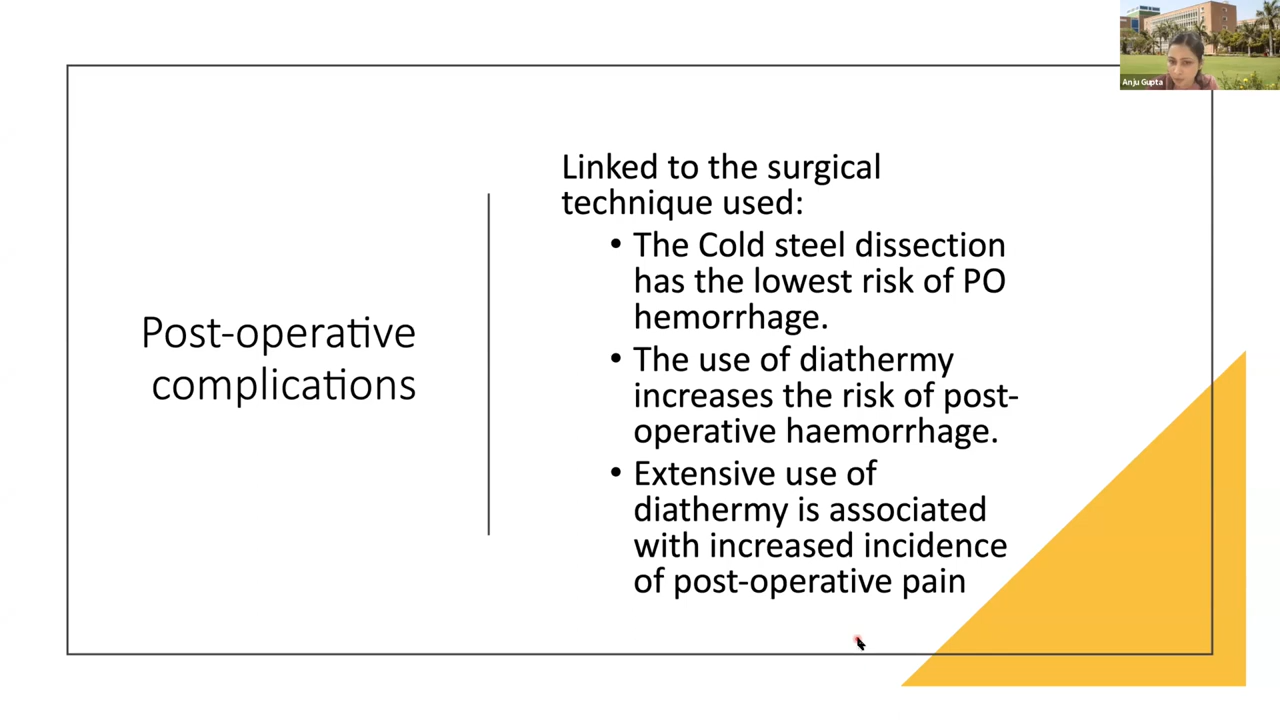 Anju Gupta
Post-operative
complications
Linked to the surgical
technique used:
• The Cold steel dissection
has the lowest risk of PO
hemorrhage.
• The use of diathermy
increases the risk of post-
operative haemorrhage.
• Extensive use of
diathermy is associated
with increased incidence
of post-operative pain